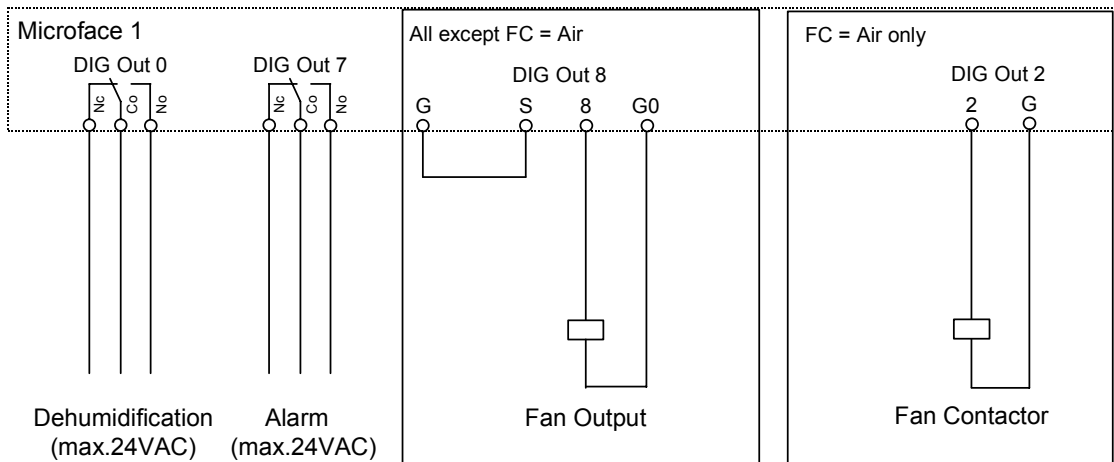 Microface 1
DIG Out 0
Nc Co No
DIG Out 7
Nc Co No
All except FC = Air
DIG Out 8
G S 8 G0
FC = Air only
DIG Out 2
2 G
Dehumidification
(max.24VAC)
Alarm
(max.24VAC)
Fan Output
Fan Contactor